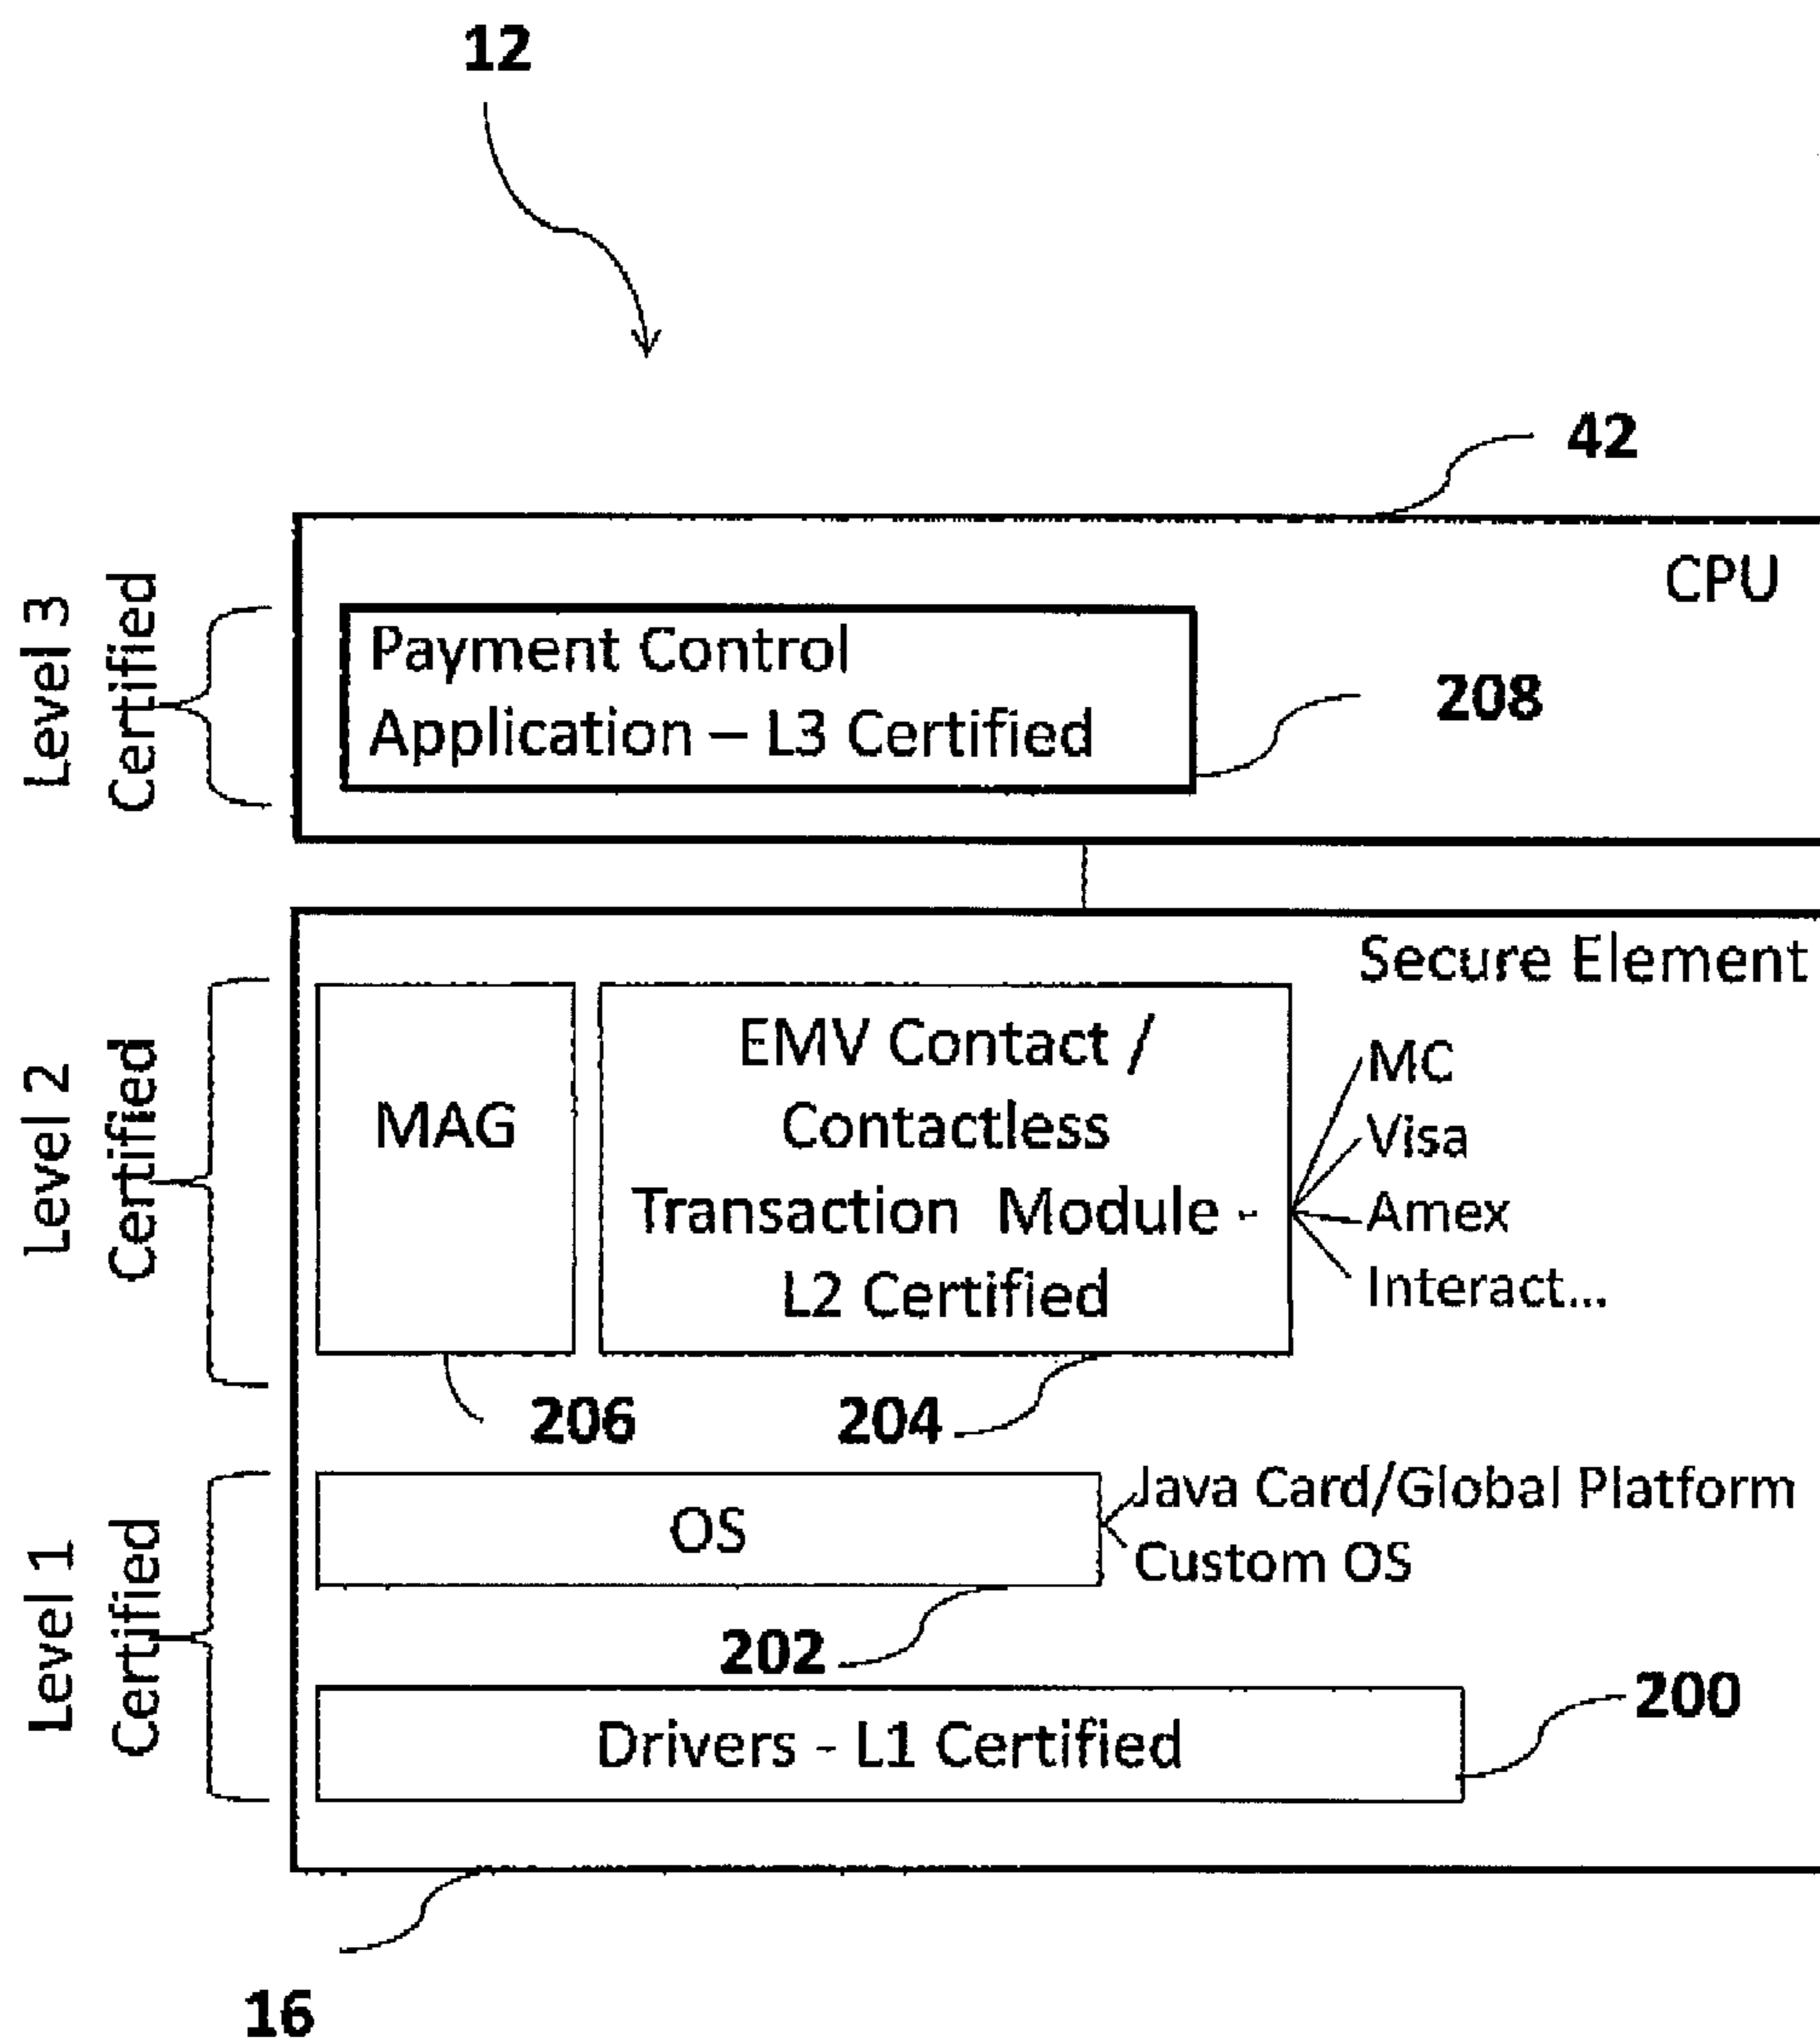 12
42
CPU
Level 3
Certified
Payment Control
Application – L3 Certified
208
Secure Element
Level 2
Certified
MAG
EMV Contact /
Contactless
Transaction Module -
L2 Certified
MC
Visa
Amex
Interact...
206
204
Level 1
Certified
OS
Java Card/Global Platform
Custom OS
202
200
Drivers - L1 Certified
16